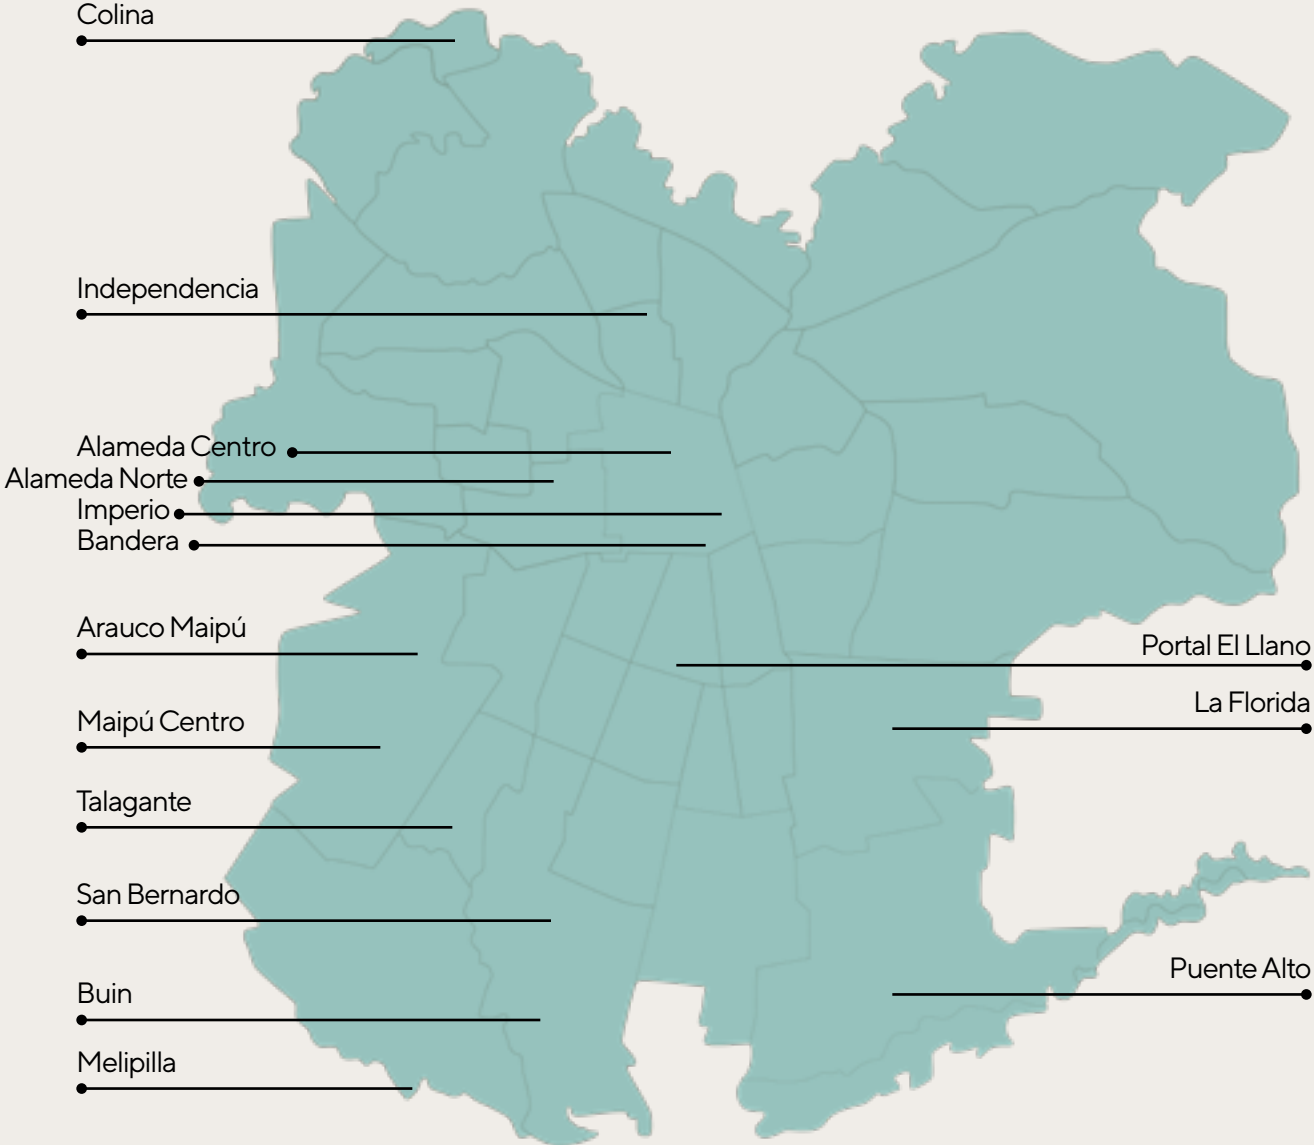 Colina
Independencia
Alameda Centro
Alameda Norte
Imperio
Bandera
Arauco Maipú
Portal El Llano
La Florida
Maipú Centro
Talagante
San Bernardo
Puente Alto
Buin
Melipilla